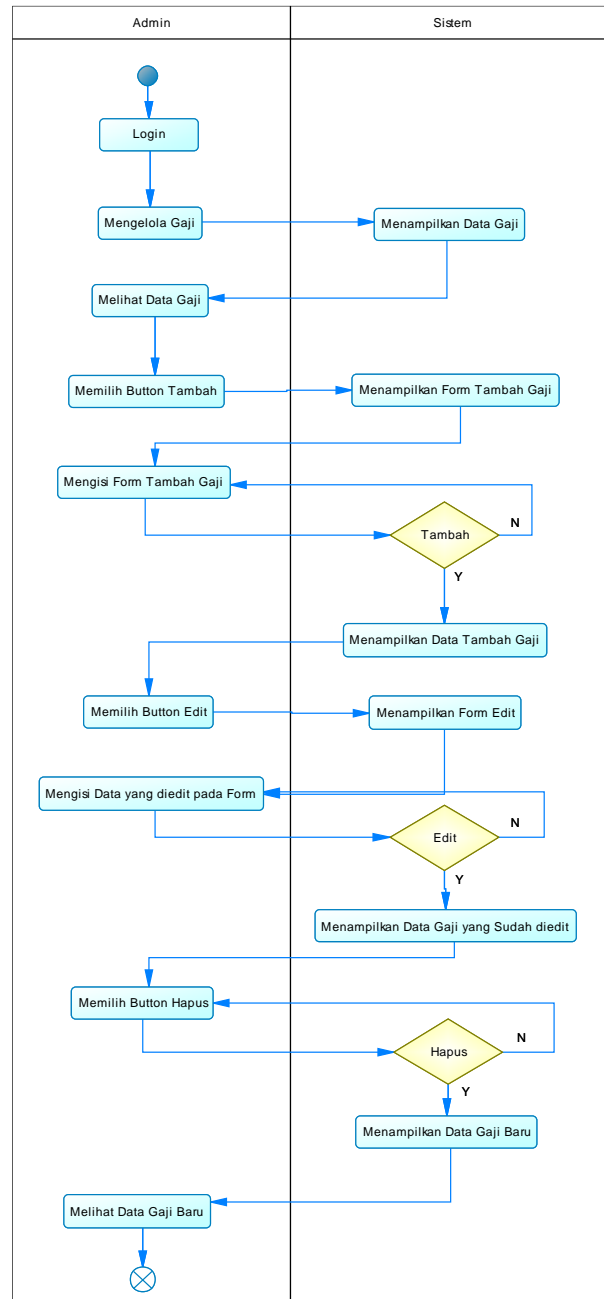 Admin
Sistem
Login
Mengelola Gaji
Menampilkan Data Gaji
Melihat Data Gaji
Memilih Button Tambah
Menampilkan Form Tambah Gaji
Mengisi Form Tambah Gaji
N
Tambah
Y
Menampilkan Data Tambah Gaji
Memilih Button Edit
Menampilkan Form Edit
Mengisi Data yang diedit pada Form
N
Edit
Y
Menampilkan Data Gaji yang Sudah diedit
Memilih Button Hapus
N
Hapus
Y
Menampilkan Data Gaji Baru
Melihat Data Gaji Baru